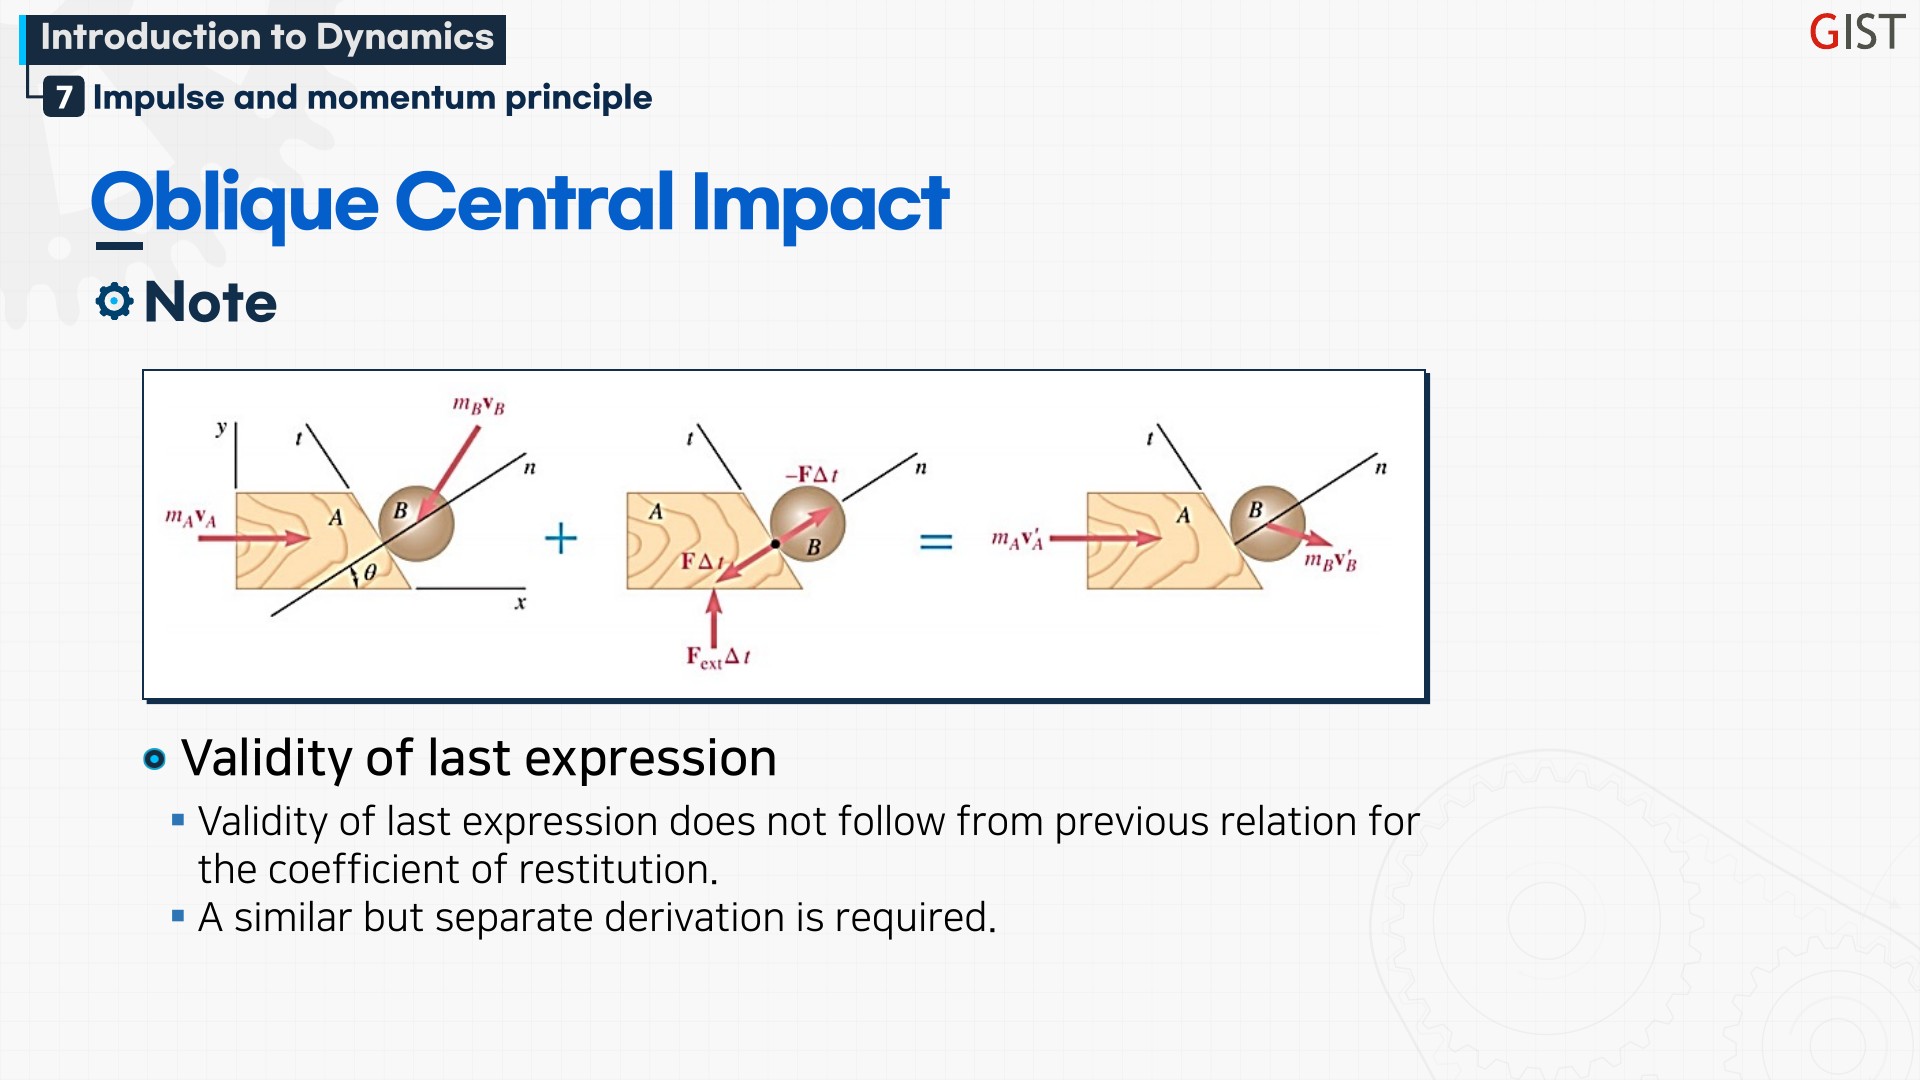 Introduction to Dynamics
GIST
7 Impulse and momentum principle
Oblique Central Impact
Note
y t m_B v_B n
m_A v_A A B
θ
x
+
t −FΔt n
A
B
FΔt
F_ext Δt
=
t n
m_A v'_A A B
m_B v'_B
Validity of last expression
Validity of last expression does not follow from previous relation for
the coefficient of restitution.
A similar but separate derivation is required.